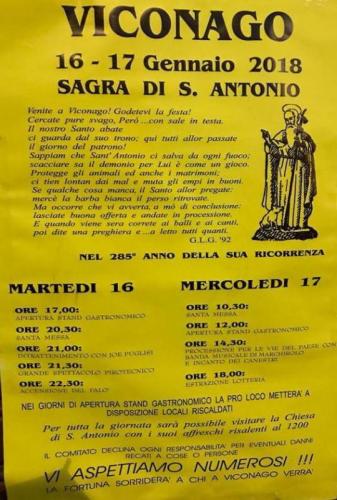 VICONAGO
16 - 17 Gennaio 2018
SAGRA DI S. ANTONIO
Venite a Viconago! Godetevi la festa!
Cercate pure svago, Però ...con sale in testa.
Il nostro Santo abate
ci guarda dal suo trono; qui tutti allor passate
il giorno del patrono!
Sappiam che Sant'Antonio ci salva da ogni fuoco;
scacciare sa il demonio per Lui è come un gioco.
Protegge gli animali ed anche i matrimoni;
ci tien lontan dai mal e muta gli empi in buoni.
Se qualche cosa manca, il Santo allor pregate:
mercè la barba bianca il perso ritrovate.
Ma occorre chi vi avverta, a mò di conclusione:
lasciate buona offerta e andate in processione.
E quando viene sera correte ai balli e ai canti,
poi dite una preghiera e ...a letto tutti quanti.
G.L.G. '92
NEL 285° ANNO DELLA SUA RICORRENZA
MARTEDI 16
ORE 17,00:
APERTURA STAND GASTRONOMICO
ORE 20,30:
SANTA MESSA
ORE 21,00:
INTRATTENIMENTO CON JOE PUGLISI
ORE 21,30:
GRANDE SPETTACOLO PIROTECNICO
ORE 22,30:
ACCENSIONE DEL FALO'
MERCOLEDI 17
ORE 10,30:
SANTA MESSA
ORE 12,00:
APERTURA STAND GASTRONOMICO
ORE 14,30:
PROCESSIONE PER LE VIE DEL PAESE CON
BANDA MUSICALE DI MARCHIROLO
E INCANTO DEI CANESTRI
ORE 18,00:
ESTRAZIONE LOTTERIA
NEI GIORNI DI APERTURA STAND GASTRONOMICO LA PRO LOCO METTERA' A
DISPOSIZIONE LOCALI RISCALDATI
Per tutta la giornata sarà possibile visitare la Chiesa
di S. Antonio con i suoi affreschi risalenti al 1200
IL COMITATO DECLINA OGNI RESPONSABILITA' PER EVENTUALI DANNI
RECATI A COSE O PERSONE
VI ASPETTIAMO NUMEROSI !!!
LA FORTUNA SORRIDERA' A CHI A VICONAGO VERRA'